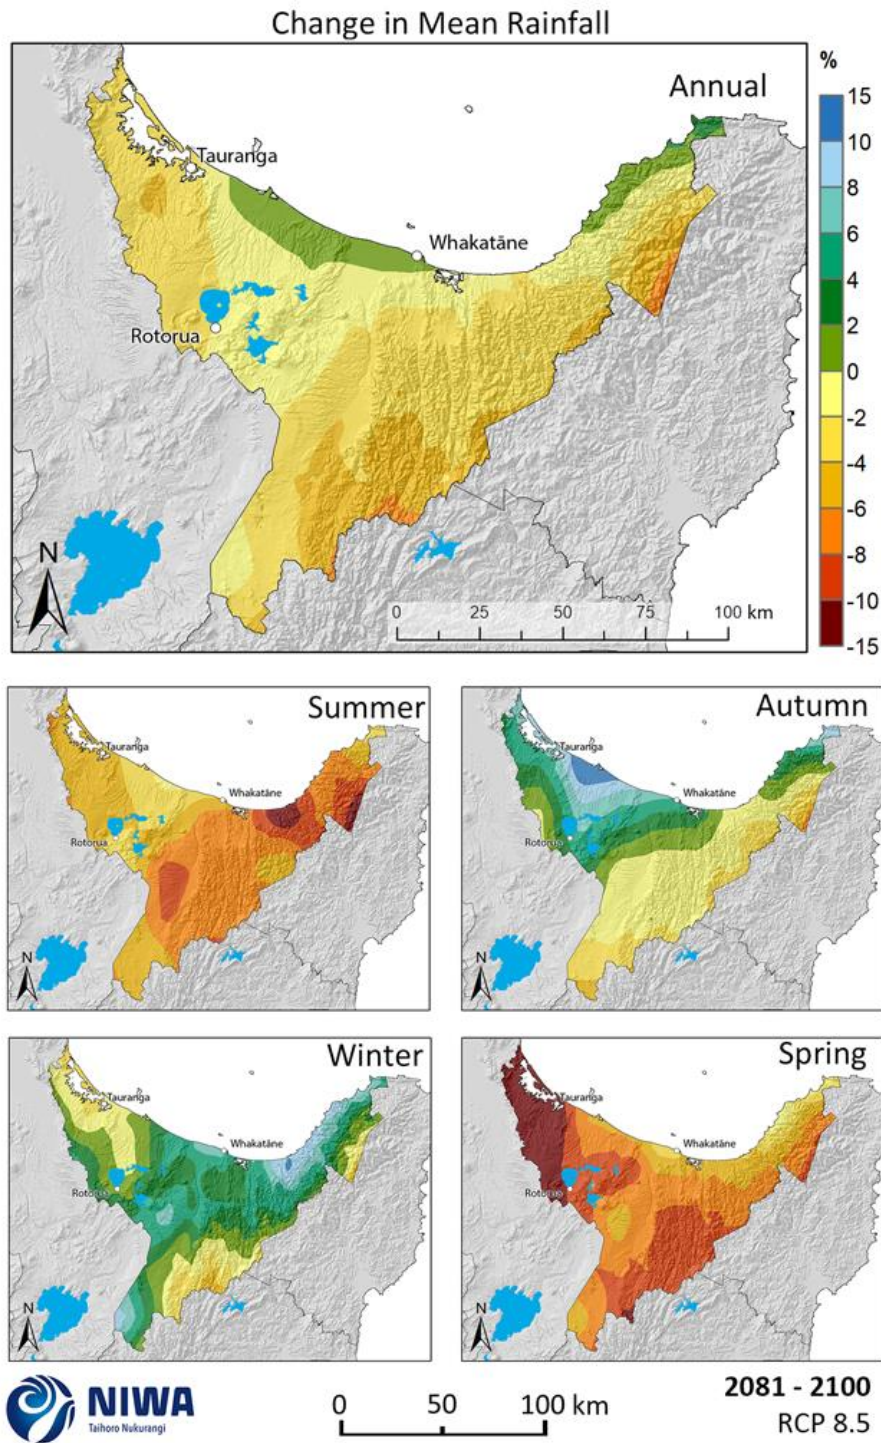 Change in Mean Rainfall
Annual
%
15
10
8
6
4
2
0
-2
-4
-6
-8
-10
-15
Tauranga
Whakatāne
Rotorua
N
0 25 50 75 100 km
Summer
Tauranga
Whakatāne
Rotorua
N
Autumn
Tauranga
Whakatāne
Rotorua
N
Winter
Tauranga
Whakatāne
Rotorua
N
Spring
Tauranga
Whakatāne
Rotorua
N
NIWA
Taihoro Nukurangi
0 50 100 km
2081 - 2100
RCP 8.5